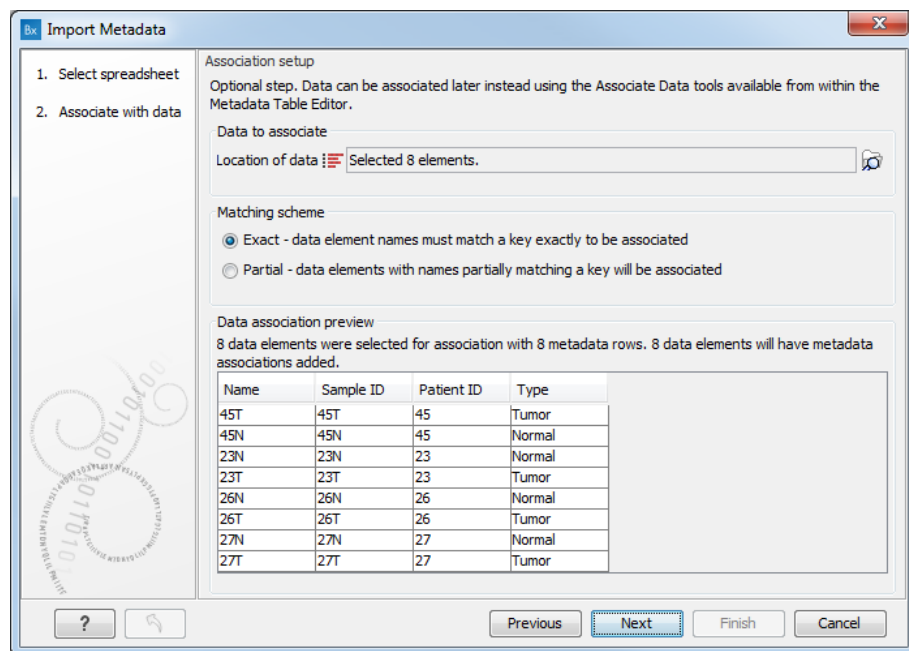 Bx Import Metadata
1. Select spreadsheet
2. Associate with data
Association setup
Optional step. Data can be associated later instead using the Associate Data tools available from within the
Metadata Table Editor.
Data to associate
Location of data Selected 8 elements.
Matching scheme
Exact - data element names must match a key exactly to be associated
Partial - data elements with names partially matching a key will be associated
Data association preview
8 data elements were selected for association with 8 metadata rows. 8 data elements will have metadata
associations added.
Name Sample ID Patient ID Type
45T 45T 45 Tumor
45N 45N 45 Normal
23N 23N 23 Normal
23T 23T 23 Tumor
26N 26N 26 Normal
26T 26T 26 Tumor
27N 27N 27 Normal
27T 27T 27 Tumor
? Previous Next Finish Cancel